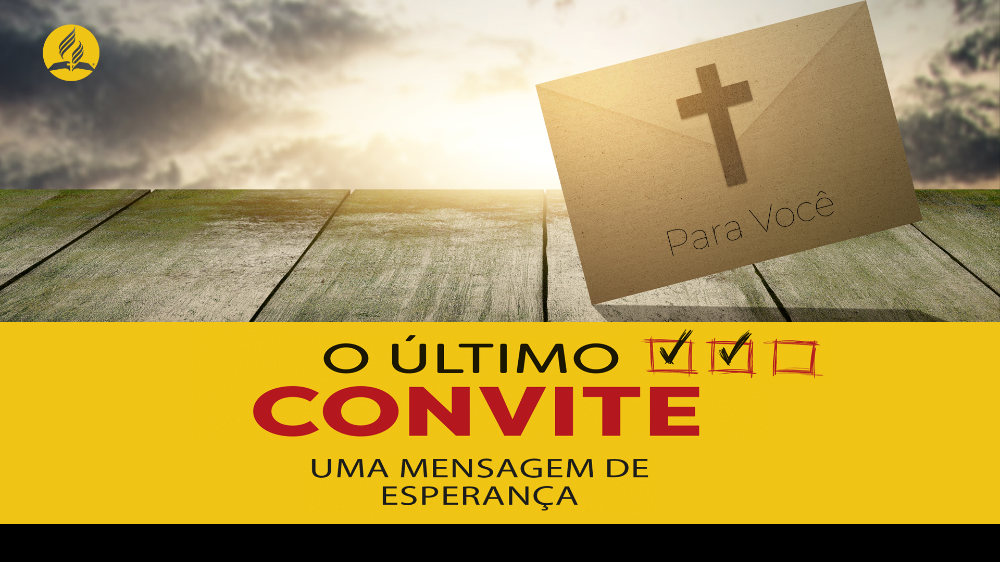 Para Você
O ÚLTIMO
CONVITE
UMA MENSAGEM DE
ESPERANÇA